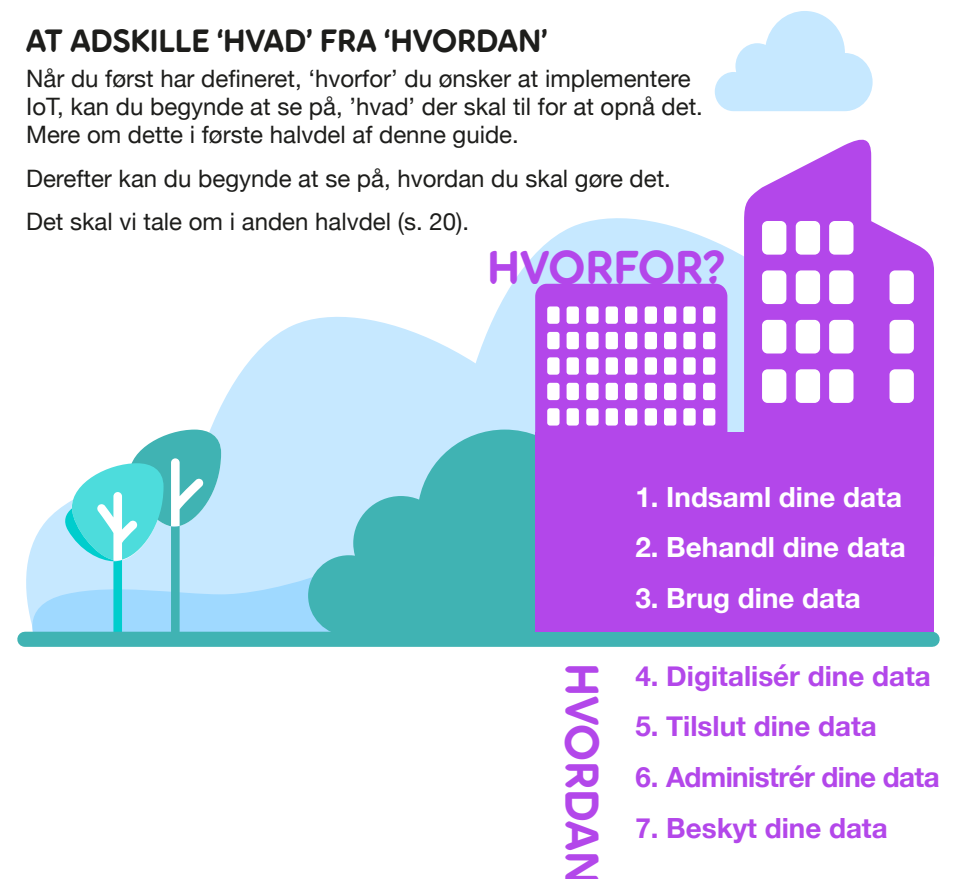 AT ADSKILLE ‘HVAD’ FRA ‘HVORDAN’
Når du først har defineret, ‘hvorfor’ du ønsker at implementere
IoT, kan du begynde at se på, ’hvad’ der skal til for at opnå det.
Mere om dette i første halvdel af denne guide.
Derefter kan du begynde at se på, hvordan du skal gøre det.
Det skal vi tale om i anden halvdel (s. 20).
HVORFOR?
1. Indsaml dine data
2. Behandl dine data
3. Brug dine data
HVORDAN
4. Digitalisér dine data
5. Tilslut dine data
6. Administrér dine data
7. Beskyt dine data